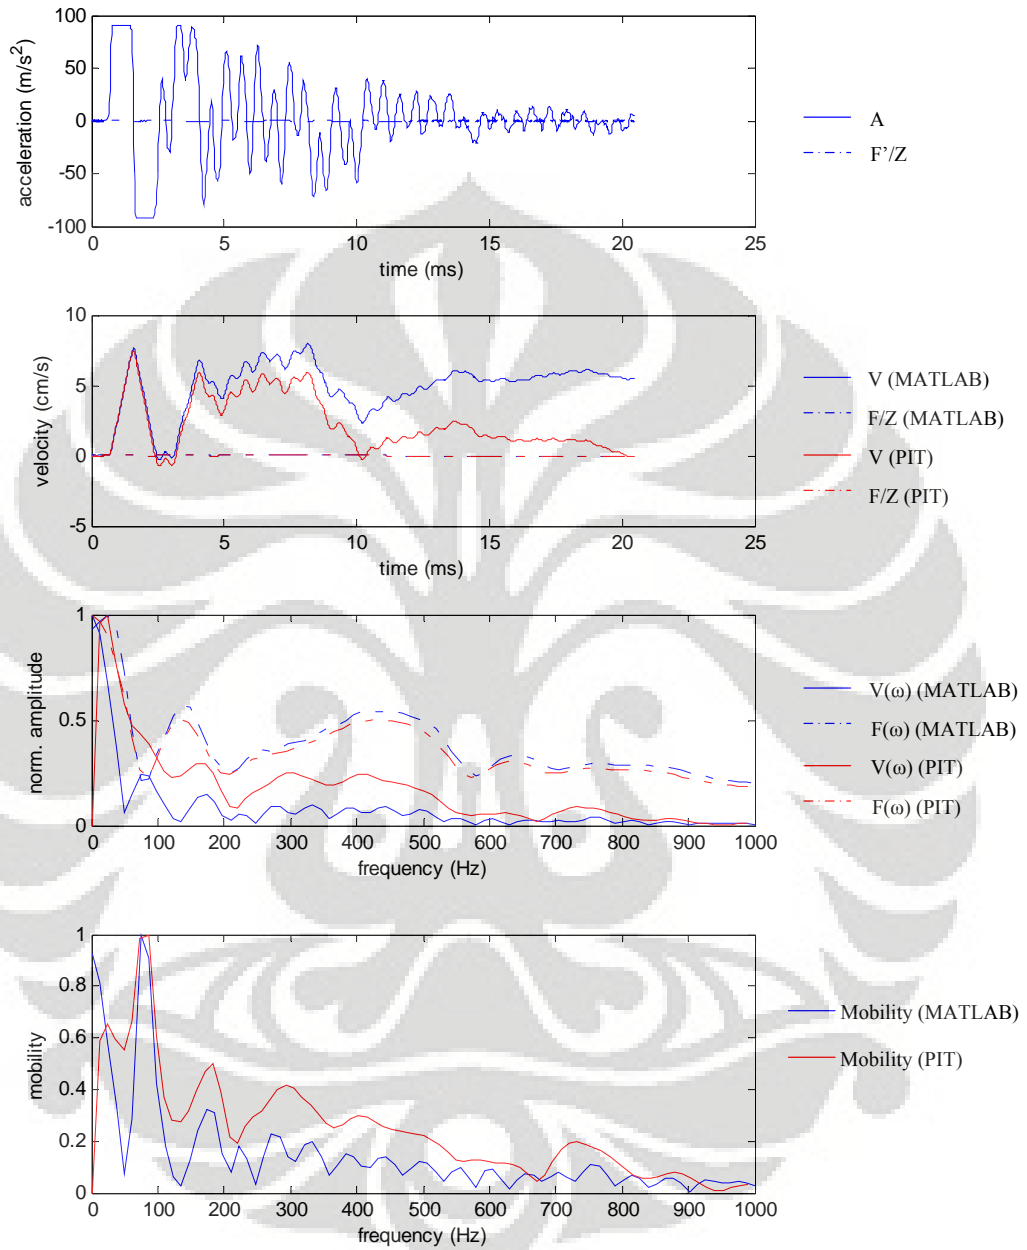 100
50
0
-50
-100
acceleration (m/s²)
0 5 10 15 20 25
time (ms)
A
F'/Z
10
5
0
-5
velocity (cm/s)
0 5 10 15 20 25
time (ms)
V (MATLAB)
F/Z (MATLAB)
V (PIT)
F/Z (PIT)
1
0.5
0
norm. amplitude
0 100 200 300 400 500 600 700 800 900 1000
frequency (Hz)
V(ω) (MATLAB)
F(ω) (MATLAB)
V(ω) (PIT)
F(ω) (PIT)
1
0.8
0.6
0.4
0.2
0
mobility
0 100 200 300 400 500 600 700 800 900 1000
frequency (Hz)
Mobility (MATLAB)
Mobility (PIT)